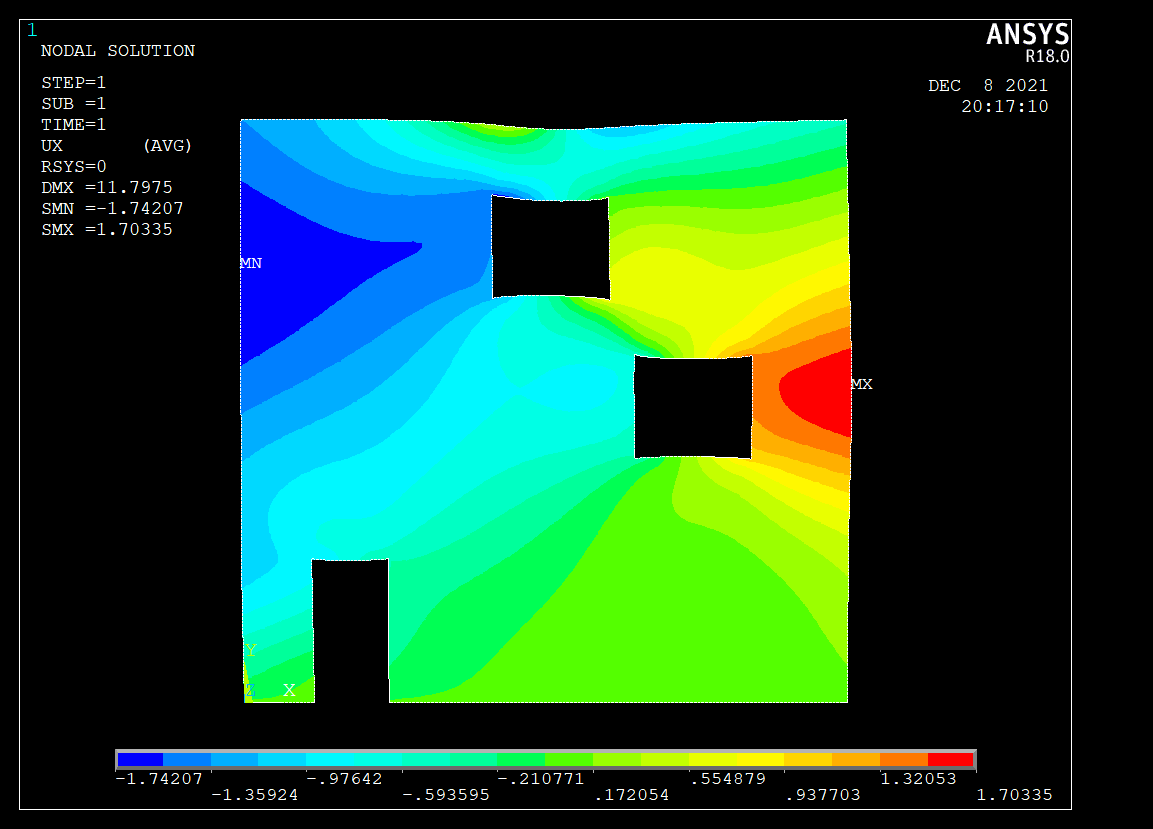 1
ANSYS
R18.0
NODAL SOLUTION
DEC  8 2021
20:17:10
STEP=1
SUB =1
TIME=1
UX       (AVG)
RSYS=0
DMX =11.7975
SMN =-1.74207
SMX =1.70335
MN
MX
Y
Z X
-1.74207 -.97642 -.210771 .554879 1.32053
-1.35924 -.593595 .172054 .937703 1.70335